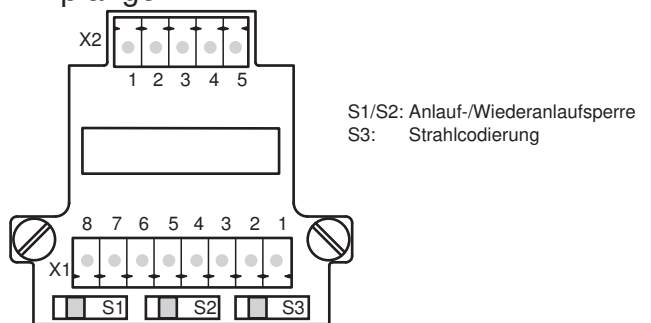 X2
1 2 3 4 5
S1/S2: Anlauf-/Wiederanlaufsperre
S3: Strahlcodierung
8 7 6 5 4 3 2 1
X1
S1 S2 S3